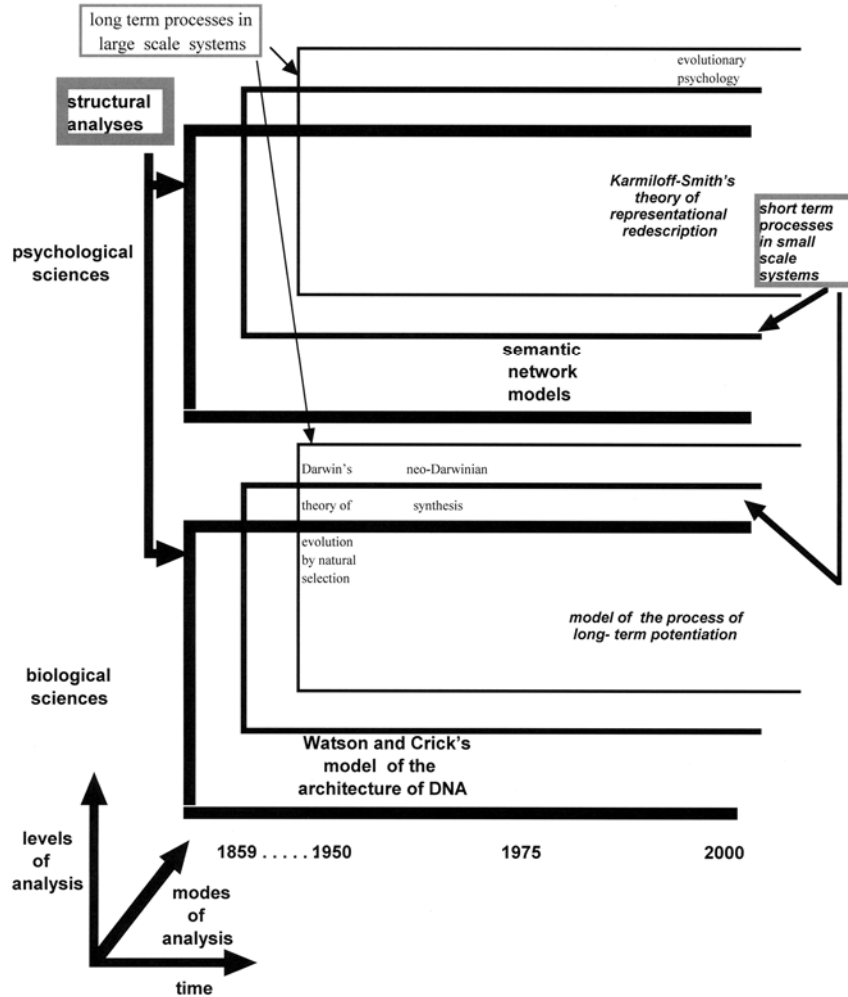 long term processes in
large scale systems
evolutionary
psychology
structural
analyses
Karmiloff-Smith's
theory of
representational
redescription
short term
processes
in small
scale
systems
psychological
sciences
semantic
network
models
Darwin's neo-Darwinian
theory of synthesis
evolution
by natural
selection
model of the process of
long- term potentiation
biological
sciences
Watson and Crick's
model of the
architecture of DNA
levels
of
analysis
1859 . . . . . 1950 1975 2000
modes
of
analysis
time